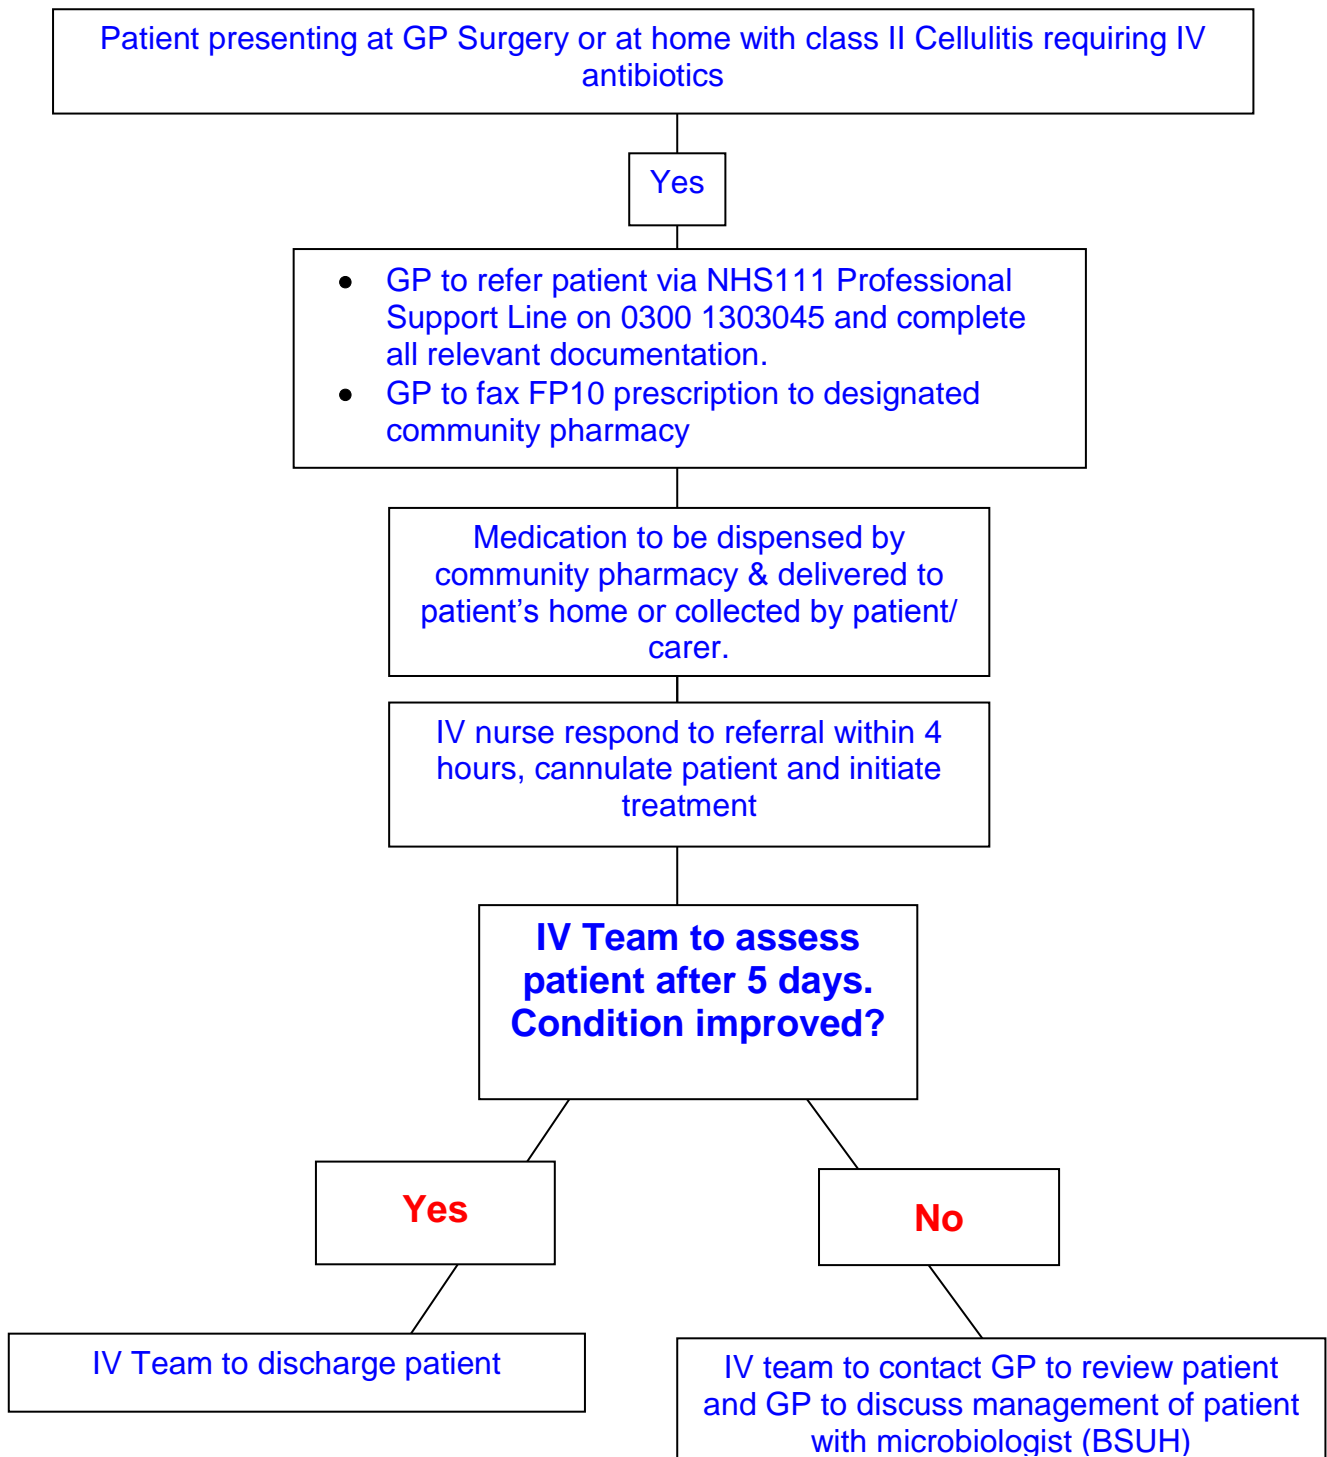 Patient presenting at GP Surgery or at home with class II Cellulitis requiring IV
antibiotics
Yes
● GP to refer patient via NHS111 Professional
Support Line on 0300 1303045 and complete
all relevant documentation.
● GP to fax FP10 prescription to designated
community pharmacy
Medication to be dispensed by
community pharmacy & delivered to
patient’s home or collected by patient/
carer.
IV nurse respond to referral within 4
hours, cannulate patient and initiate
treatment
IV Team to assess
patient after 5 days.
Condition improved?
Yes
No
IV Team to discharge patient
IV team to contact GP to review patient
and GP to discuss management of patient
with microbiologist (BSUH)